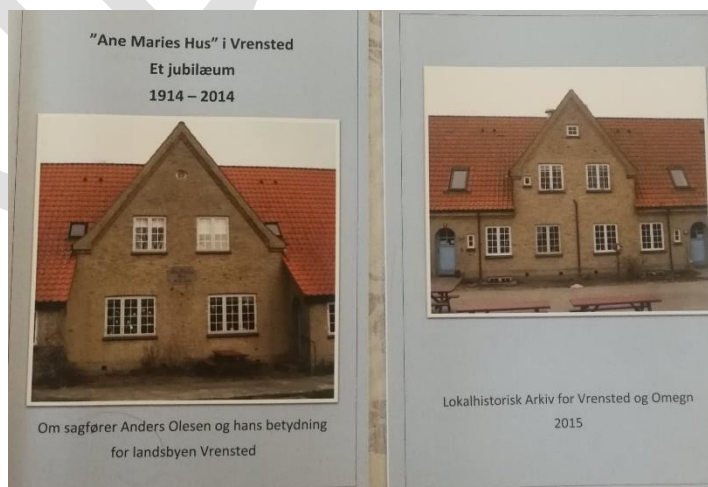 "Ane Maries Hus" i Vrensted
Et jubilæum
1914 – 2014
Om sagfører Anders Olesen og hans betydning
for landsbyen Vrensted
Lokalhistorisk Arkiv for Vrensted og Omegn
2015